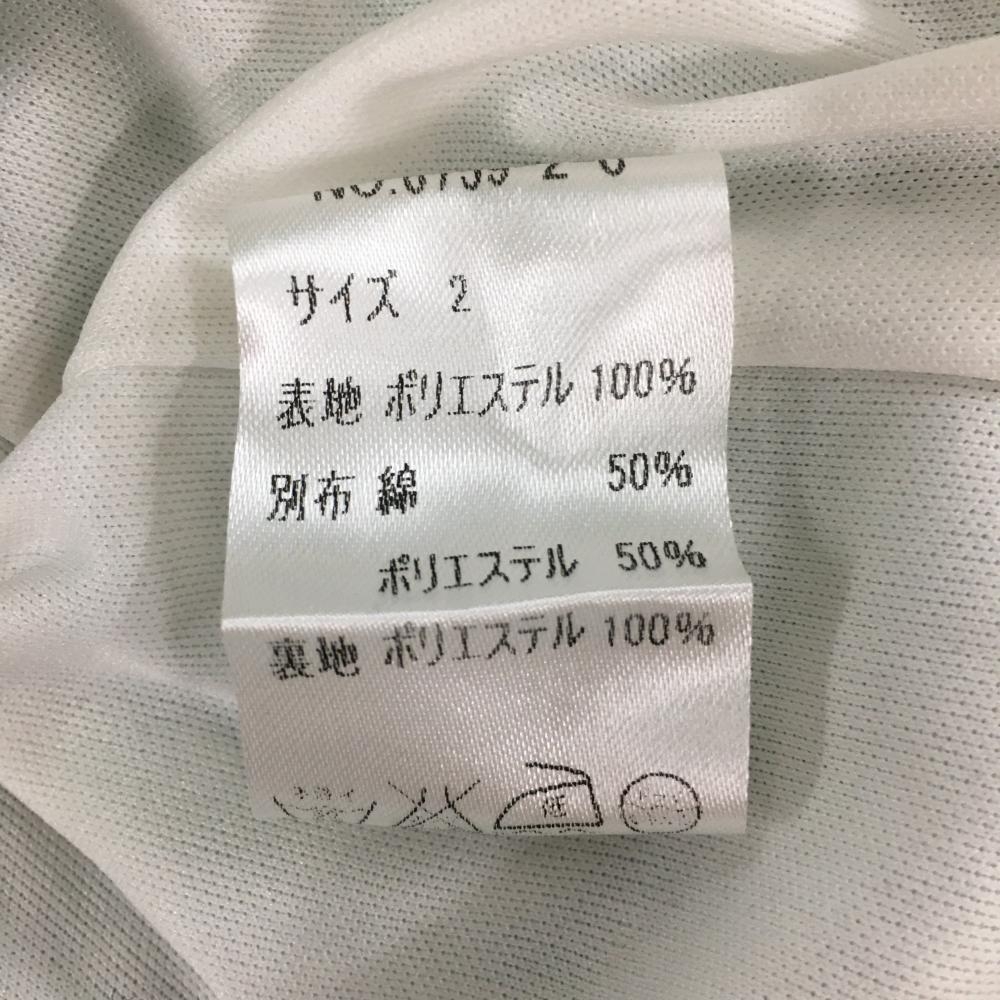 サイズ 2
表地 ポリエステル 100%
別布 綿 50%
ポリエステル 50%
裏地 ポリエステル 100%
低